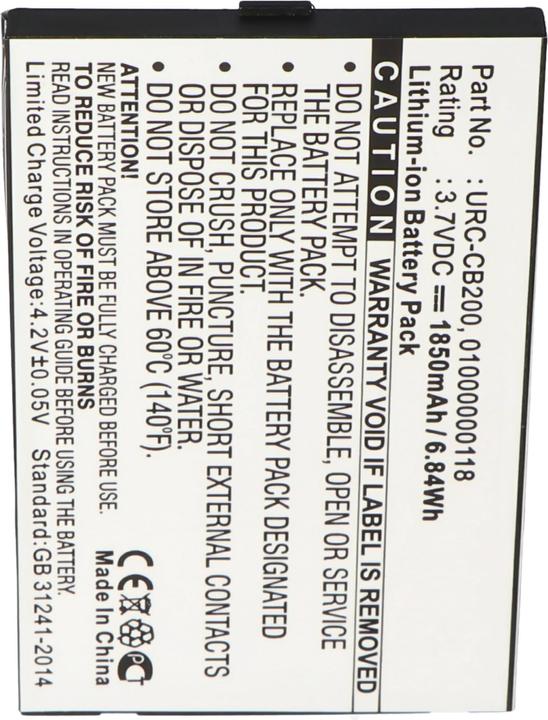 Part No. : URC-CB200, 01000000118
Rating : 3.7VDC ⎓ 1850mAh / 6.84Wh
Lithium-ion Battery Pack
CAUTION WARRANTY VOID IF LABEL IS REMOVED
• DO NOT ATTEMPT TO DISASSEMBLE, OPEN OR SERVICE
THE BATTERY PACK.
• REPLACE ONLY WITH THE BATTERY PACK DESIGNATED
FOR THIS PRODUCT.
• DO NOT CRUSH, PUNCTURE, SHORT EXTERNAL CONTACTS
OR DISPOSE OF IN FIRE OR WATER.
• DO NOT STORE ABOVE 60°C (140°F).
ATTENTION!
NEW BATTERY PACK MUST BE FULLY CHARGED BEFORE USE.
TO REDUCE RISK OF FIRE OR BURNS
READ INSTRUCTIONS IN OPERATING GUIDE BEFORE USING THE BATTERY.
Limited Charge Voltage:4.2V±0.05V Standard:GB 31241-2014
CE PCT
Made In China